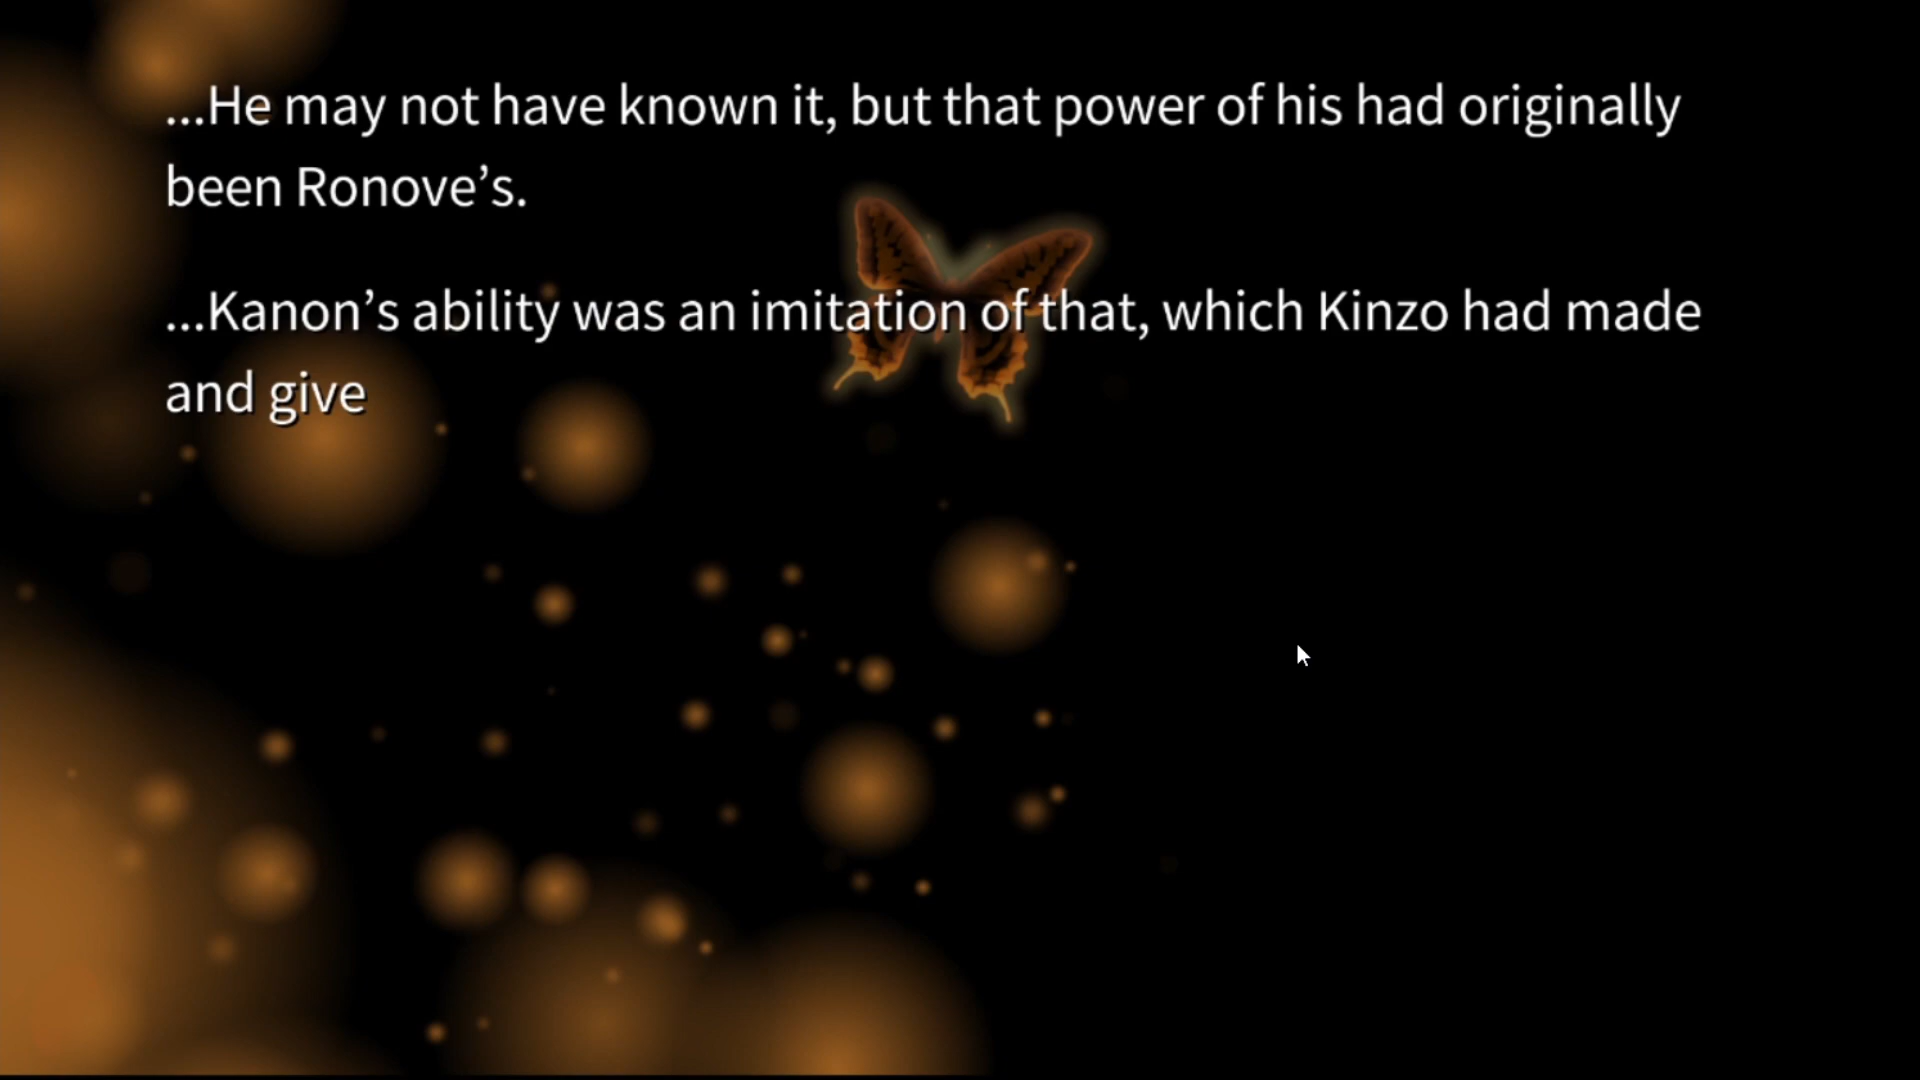 ...He may not have known it, but that power of his had originally
been Ronove’s.
...Kanon’s ability was an imitation of that, which Kinzo had made
and give